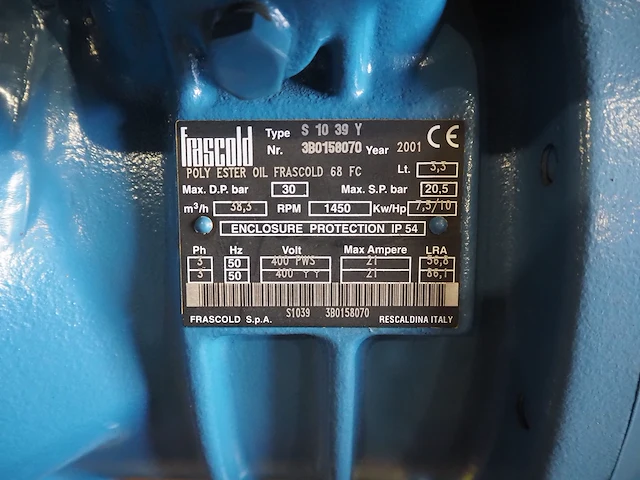 Frascold Type S 10 39 Y
Nr. 3B0158070 Year 2001 CE
POLY ESTER OIL FRASCOLD 68 FC Lt. 3,3
Max. D.P. bar 30 Max. S.P. bar 20,5
m³/h 38,3 RPM 1450 Kw/Hp 7,5/10
ENCLOSURE PROTECTION IP 54
Ph Hz Volt Max Ampere LRA
3 50 400 PWS 21 56,8
3 50 400 YY 21 86,1
S1039 3B0158070
FRASCOLD S.p.A. RESCALDINA ITALY